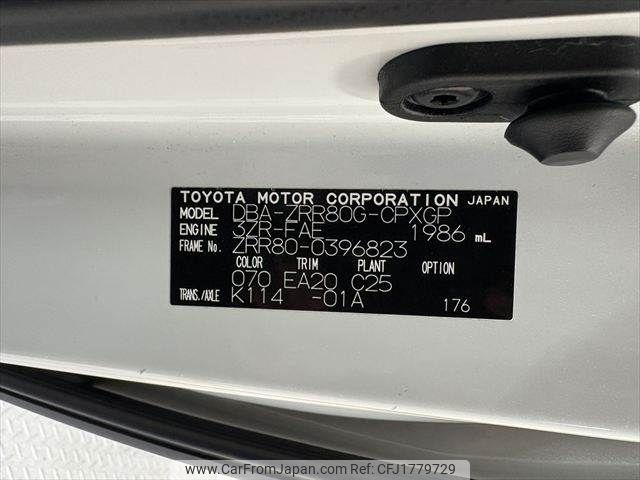 TOYOTA MOTOR CORPORATION JAPAN
MODEL DBA-ZRR80G-CPXGP
ENGINE 3ZR-FAE 1986 mL
FRAME No. ZRR80-0396823
COLOR TRIM PLANT OPTION
070 EA20 C25
TRANS./AXLE K114 -01A 176
www.CarFromJapan.com | Ref No: CFJ1779729